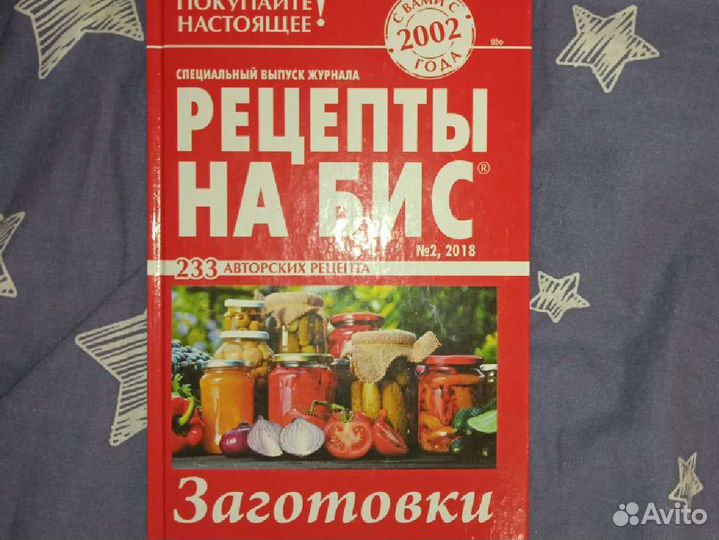 ПОКУПАЙТЕ
НАСТОЯЩЕЕ!
С ВАМИ С
2002
ГОДА
СПЕЦИАЛЬНЫЙ ВЫПУСК ЖУРНАЛА
РЕЦЕПТЫ
НА БИС®
№2, 2018
233 АВТОРСКИХ РЕЦЕПТА
Заготовки
Avito